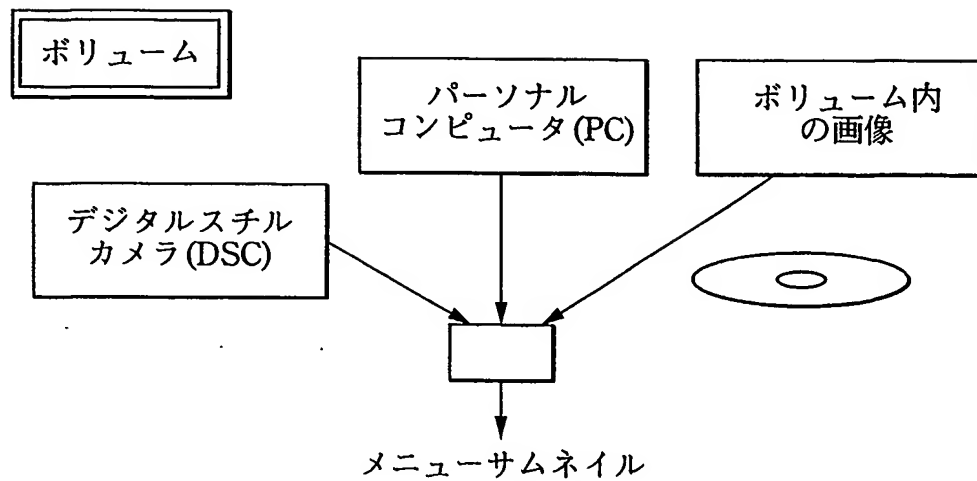 ボリューム
パーソナル
コンピュータ(PC)
ボリューム内
の画像
デジタルスチル
カメラ(DSC)
メニューサムネイル